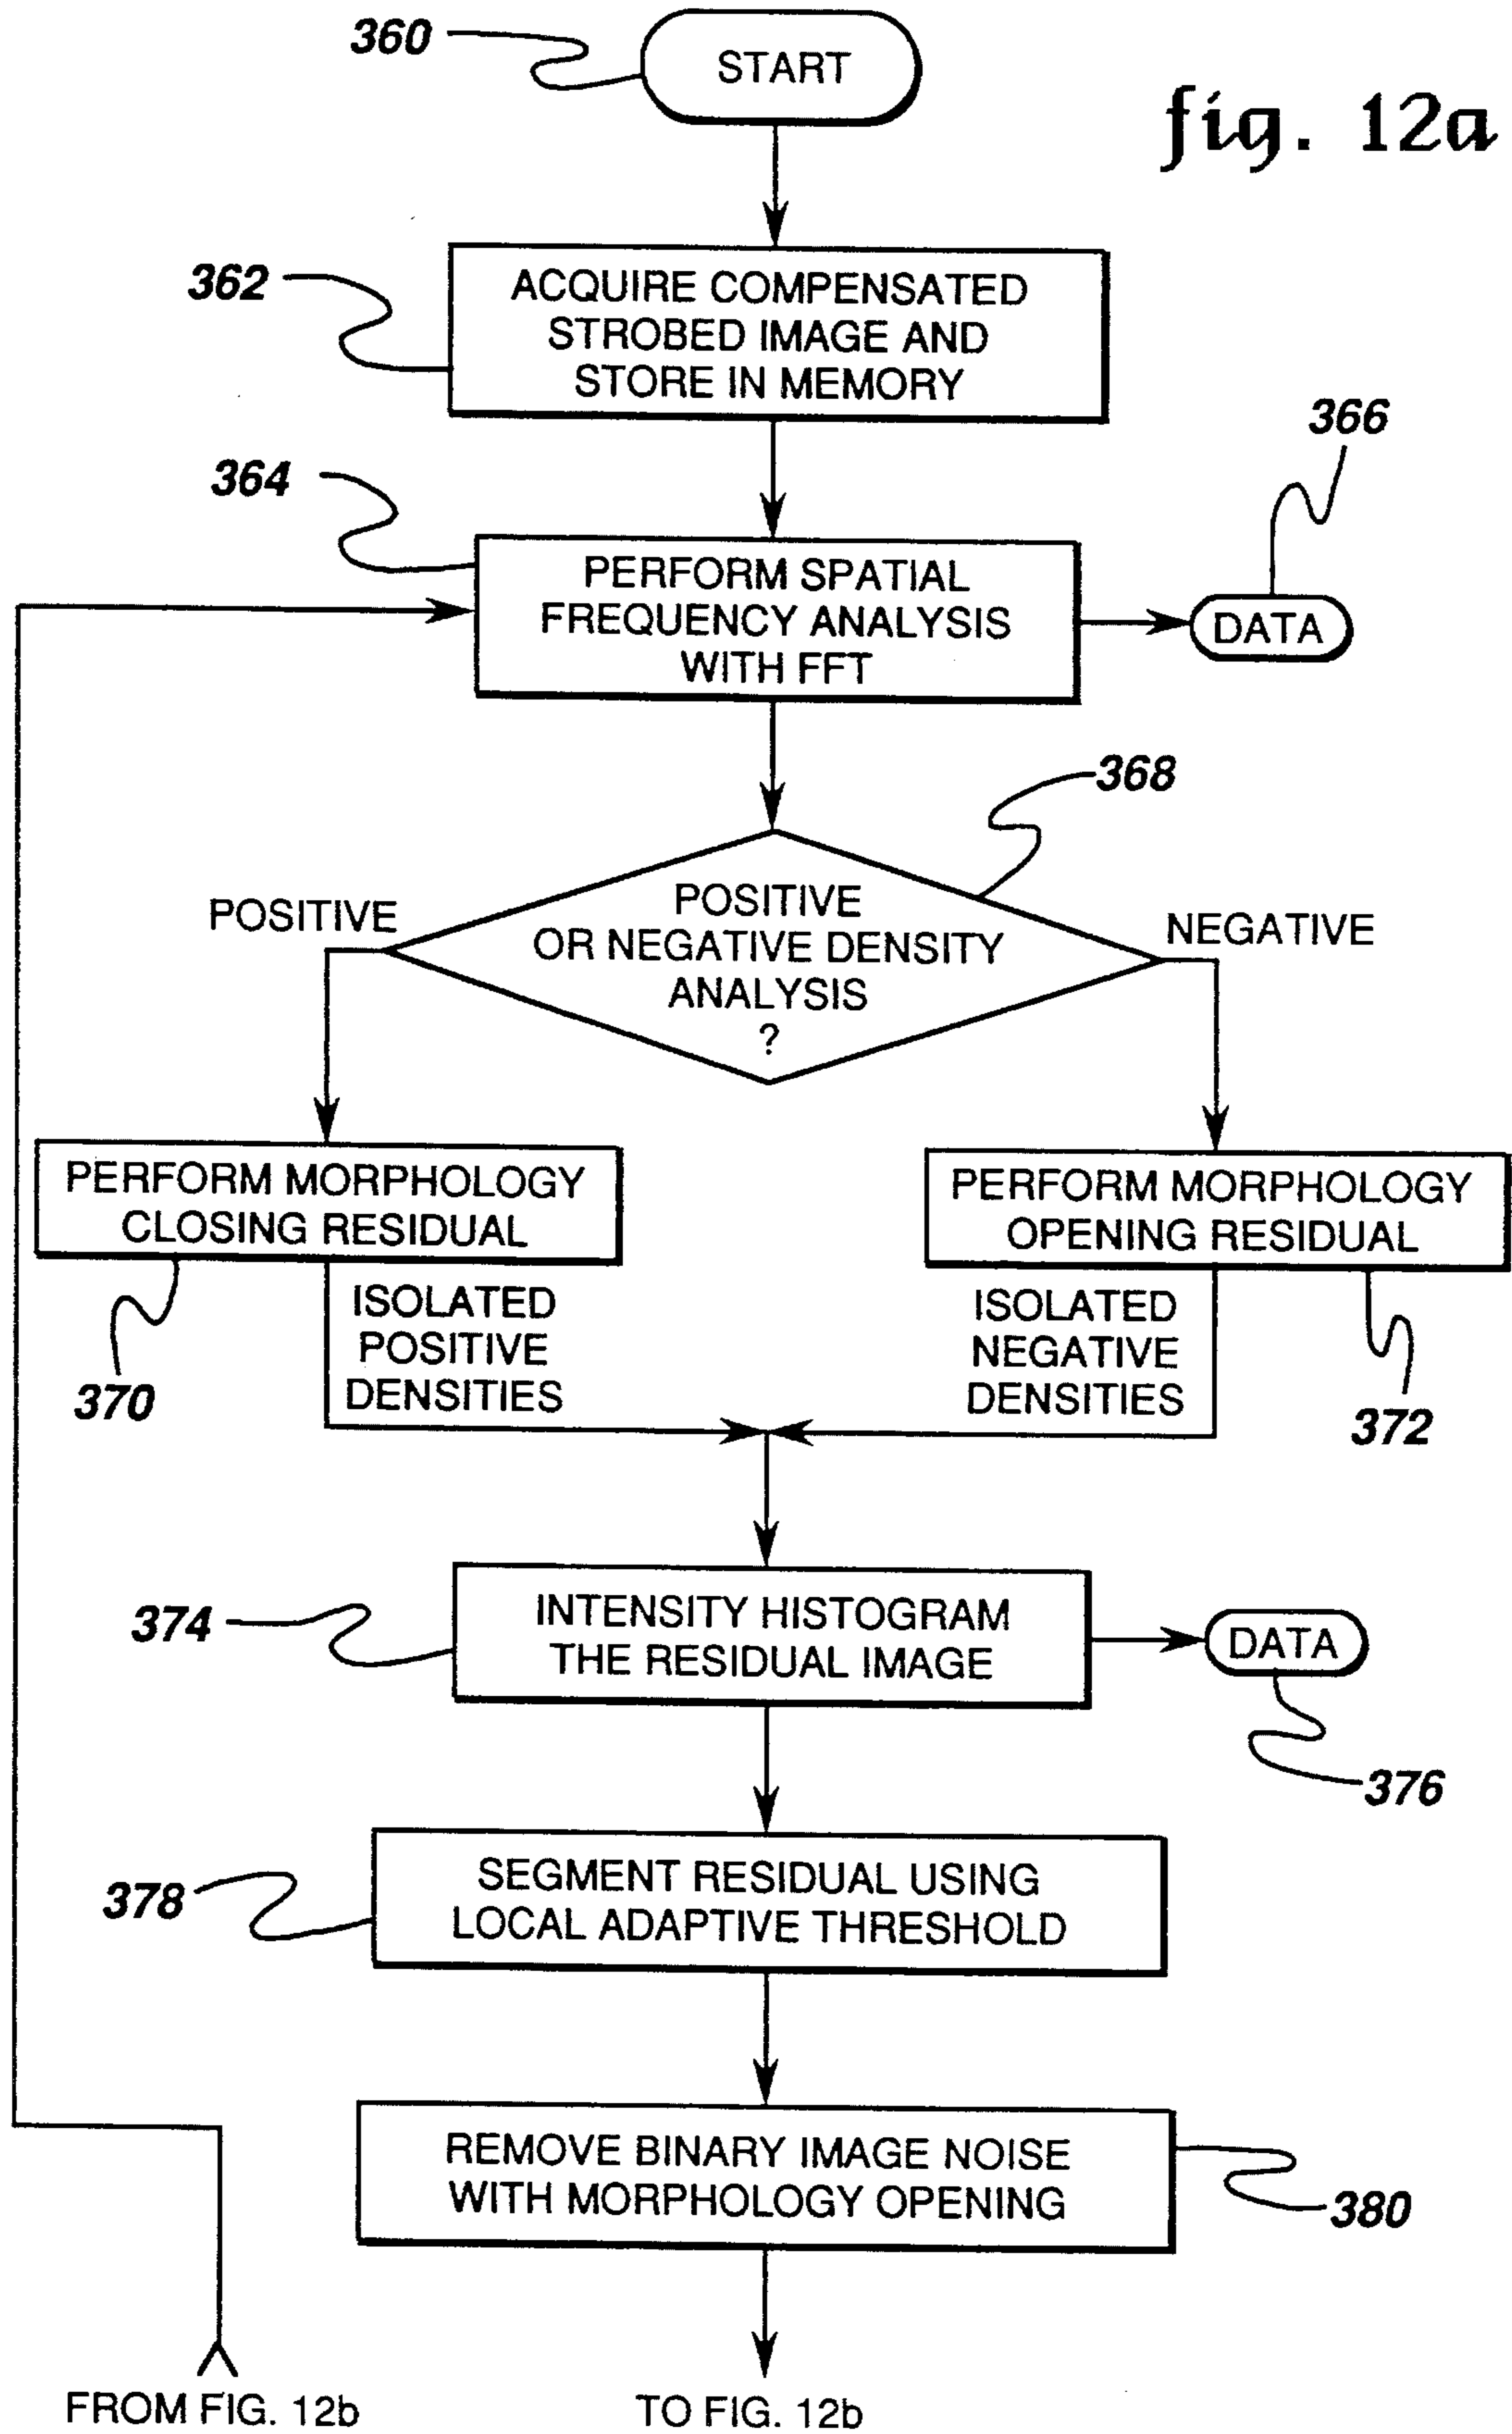 360
START
fig. 12a
362
ACQUIRE COMPENSATED
STROBED IMAGE AND
STORE IN MEMORY
366
364
PERFORM SPATIAL
FREQUENCY ANALYSIS
WITH FFT
DATA
368
POSITIVE
POSITIVE
OR NEGATIVE DENSITY
ANALYSIS
?
NEGATIVE
PERFORM MORPHOLOGY
CLOSING RESIDUAL
PERFORM MORPHOLOGY
OPENING RESIDUAL
370
ISOLATED
POSITIVE
DENSITIES
ISOLATED
NEGATIVE
DENSITIES
372
374
INTENSITY HISTOGRAM
THE RESIDUAL IMAGE
DATA
376
378
SEGMENT RESIDUAL USING
LOCAL ADAPTIVE THRESHOLD
REMOVE BINARY IMAGE NOISE
WITH MORPHOLOGY OPENING
380
FROM FIG. 12b
TO FIG. 12b